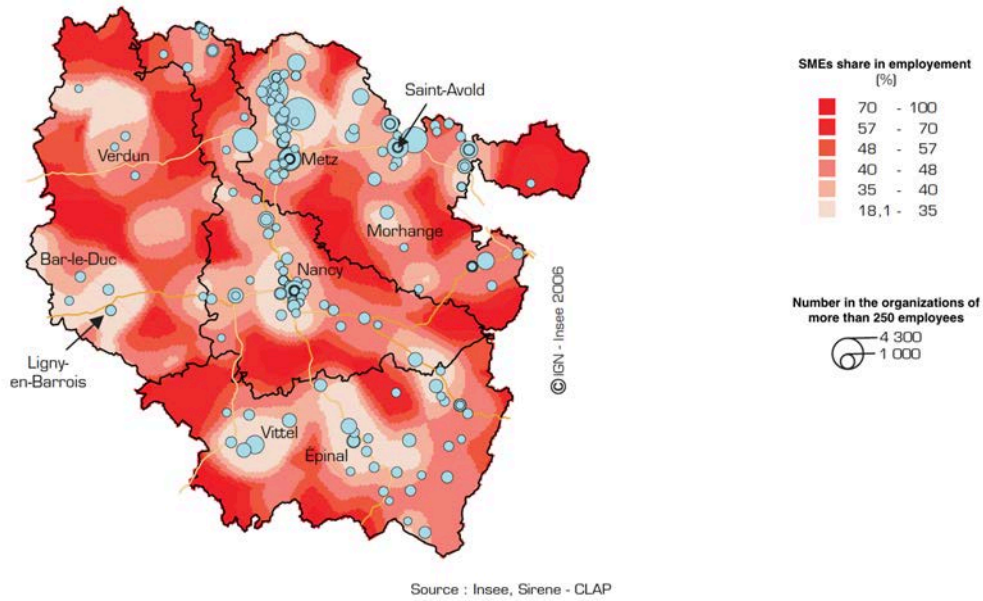 Saint-Avold
Verdun
Metz
Morhange
Bar-le-Duc
Nancy
Ligny-
en-Barrois
Vittel
Épinal
© IGN - Insee 2006
SMEs share in employement
(%)
70 - 100
57 - 70
48 - 57
40 - 48
35 - 40
18,1 - 35
Number in the organizations of
more than 250 employees
4 300
1 000
Source : Insee, Sirene - CLAP